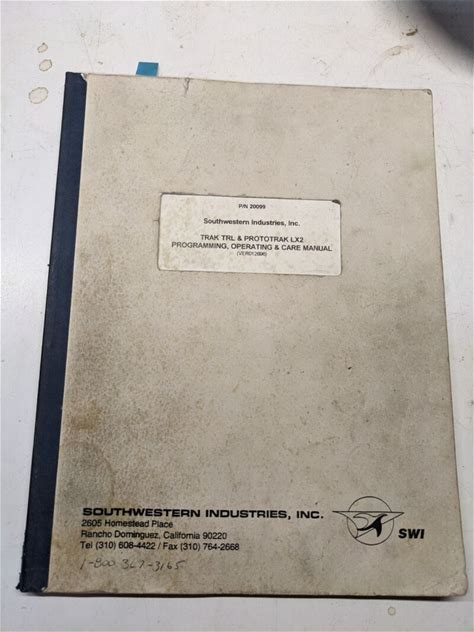 P/N 20099
Southwestern Industries, Inc.
TRAK TRL & PROTOTRAK LX2
PROGRAMMING, OPERATING & CARE MANUAL
SOUTHWESTERN INDUSTRIES, INC.
2605 Homestead Place
Rancho Dominguez, California 90220
Tel (310) 608-4422 / Fax (310) 764-2668
SWI
1-800 367-3165